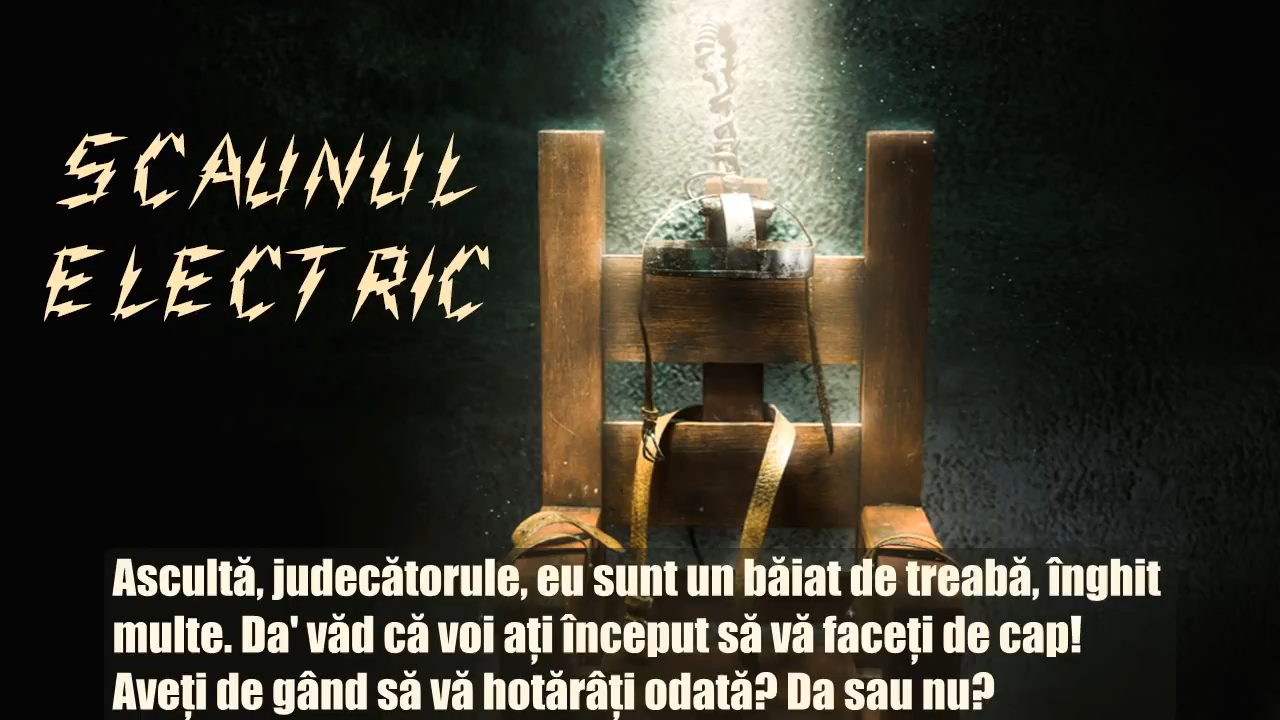 SCAUNUL
ELECTRIC
Ascultă, judecătorule, eu sunt un băiat de treabă, înghit
multe. Da' văd că voi ați început să vă faceți de cap!
Aveți de gând să vă hotărâți odată? Da sau nu?